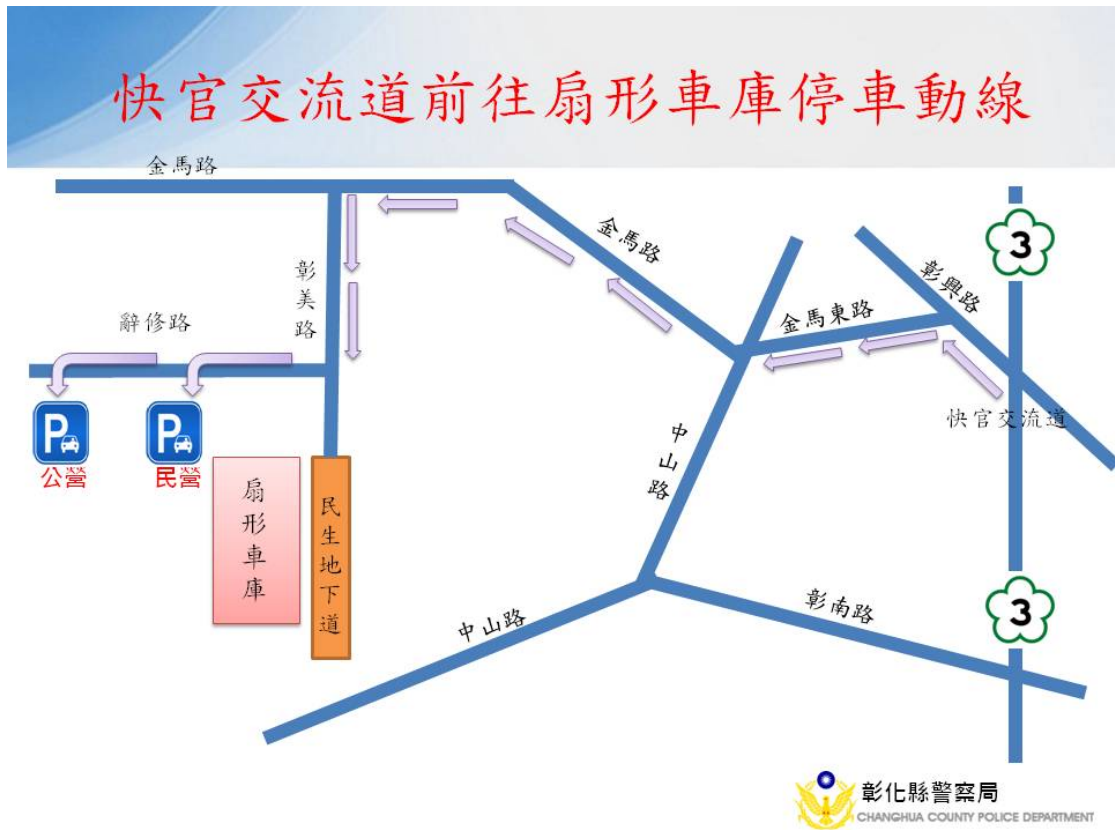 快官交流道前往扇形車庫停車動線
金馬路
3
金馬路
彰興路
彰美路
金馬東路
辭修路
快官交流道
P
P
公營
民營
中山路
扇形車庫
民生地下道
3
彰南路
中山路
彰化縣警察局
CHANGHUA COUNTY POLICE DEPARTMENT